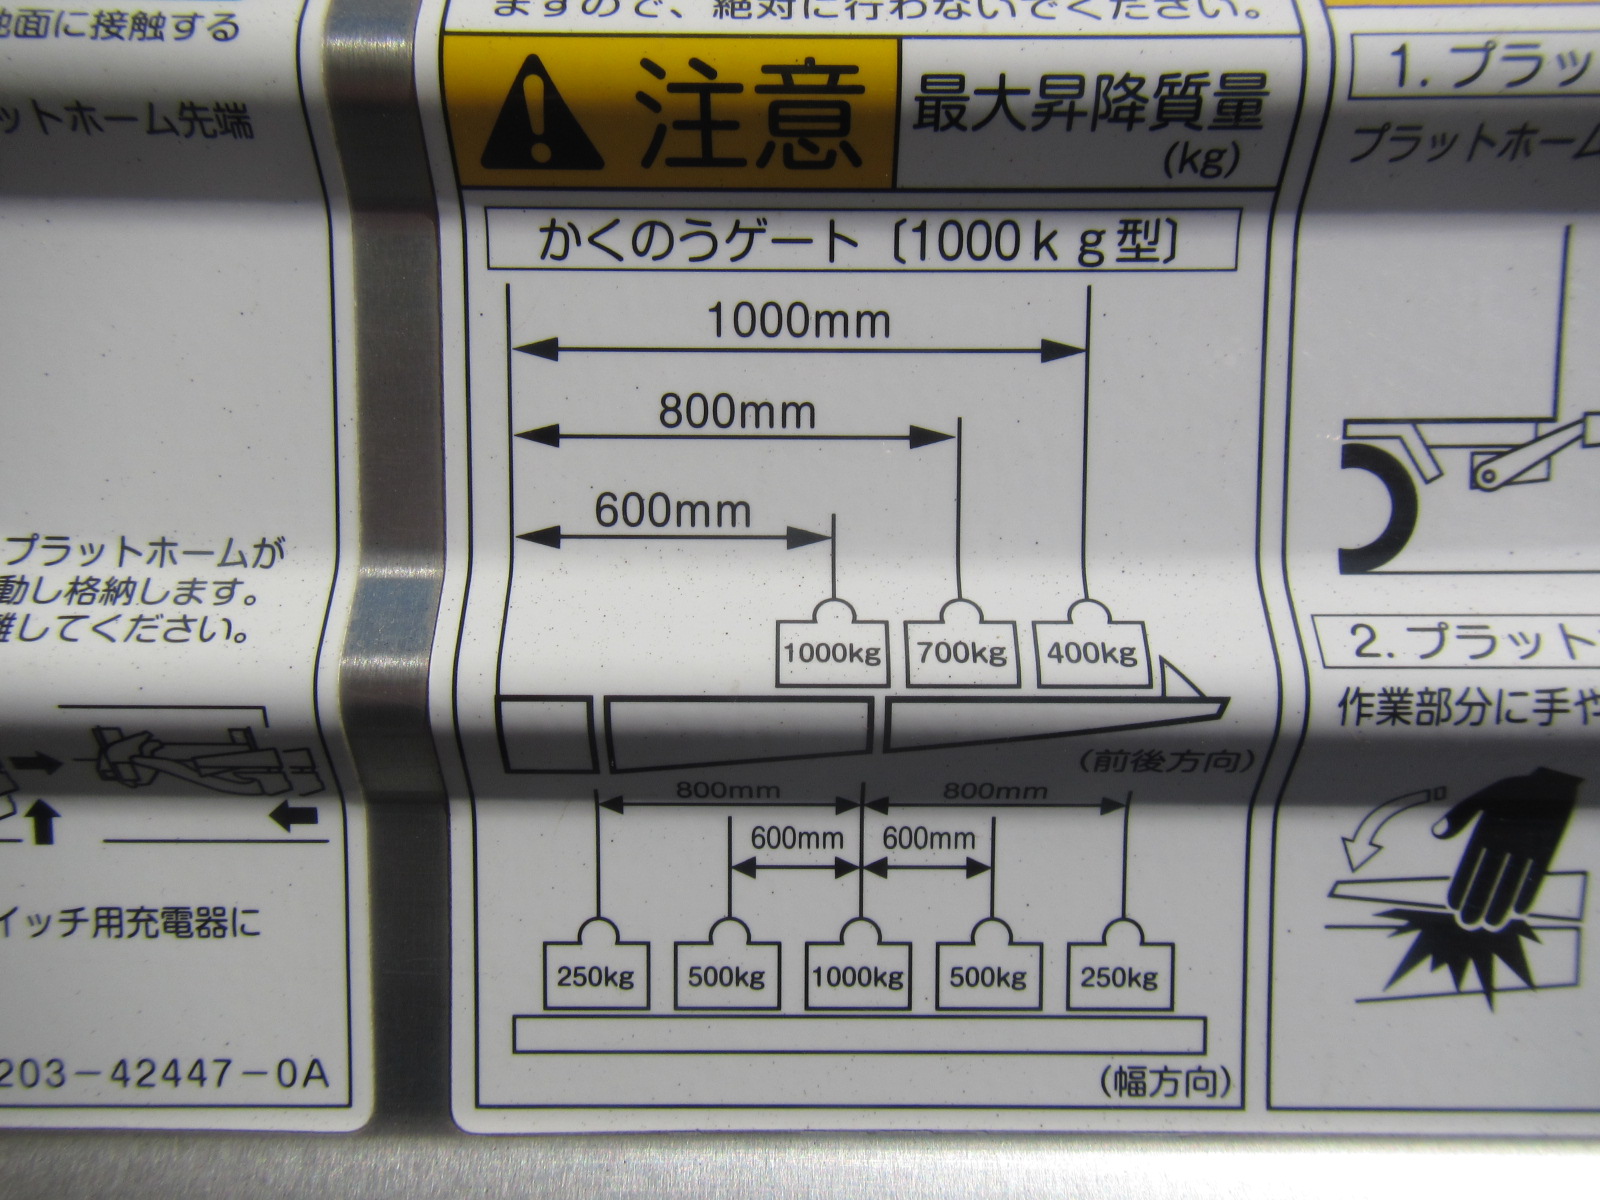 地面に接触する
ットホーム先端
プラットホームが
動し格納します。
離してください。
イッチ用充電器に
203-42447-0A
ますので、絶対に行わないでください。
注意
最大昇降質量
(kg)
かくのうゲート〔1000kg型〕
1000mm
800mm
600mm
1000kg 700kg 400kg
(前後方向)
800mm 800mm
600mm 600mm
250kg 500kg 1000kg 500kg 250kg
(幅方向)
1. プラッ
プラットホーム
2. プラット
作業部分に手や